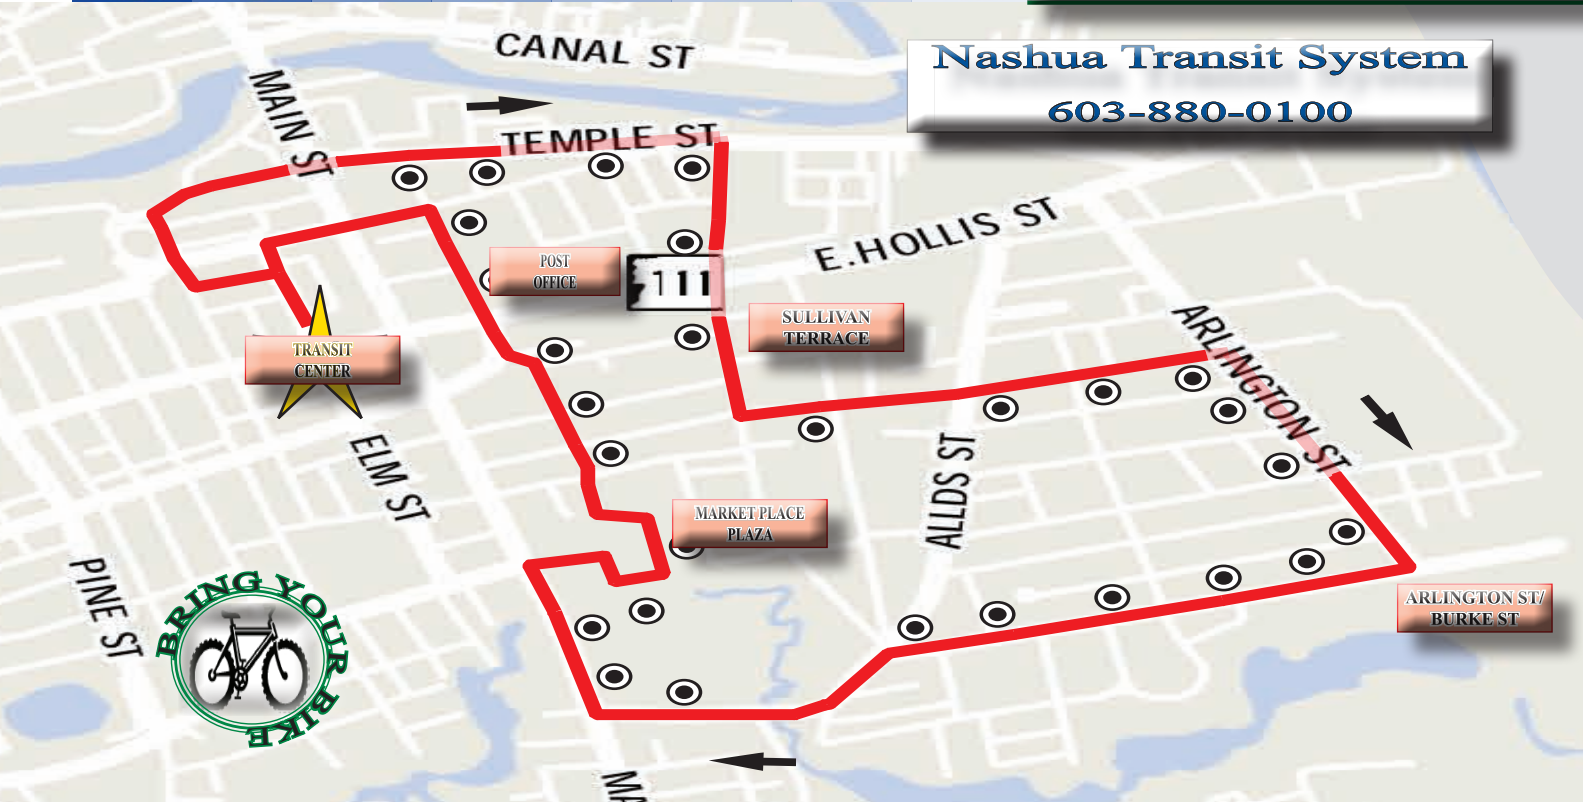 CANAL ST
Nashua Transit System
603-880-0100
MAIN ST
TEMPLE ST
E.HOLLIS ST
POST
OFFICE
111
SULLIVAN
TERRACE
TRANSIT
CENTER
ARLINGTON ST
ELM ST
ALLDS ST
MARKET PLACE
PLAZA
PINE ST
BRING YOUR BIKE
ARLINGTON ST/
BURKE ST
MA